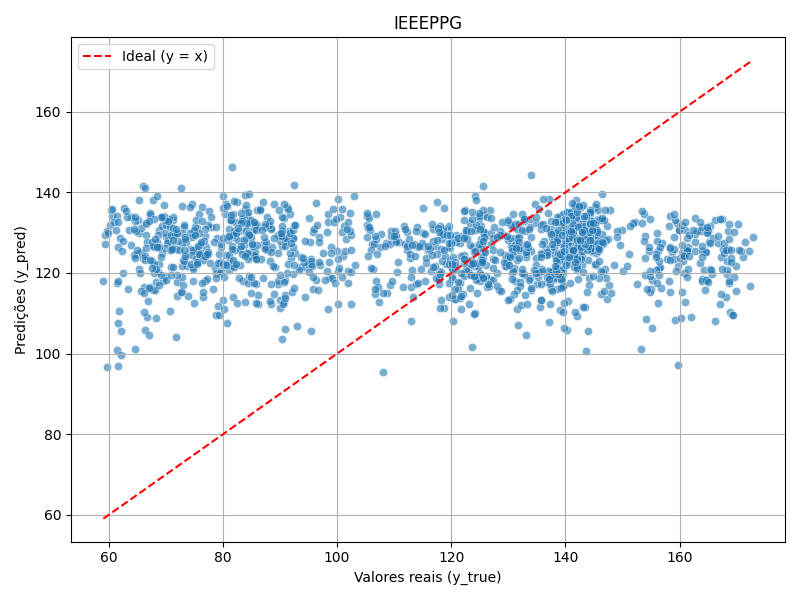 IEEEPPG
Ideal (y = x)
160
140
120
100
80
60
Predições (y_pred)
60 80 100 120 140 160
Valores reais (y_true)